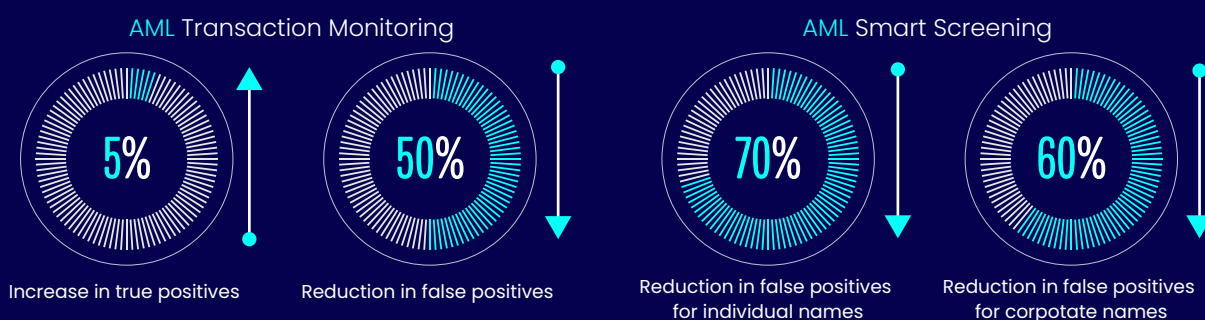 AML Transaction Monitoring
AML Smart Screening
5%
50%
70%
60%
Increase in true positives
Reduction in false positives
Reduction in false positives
for individual names
Reduction in false positives
for corpotate names